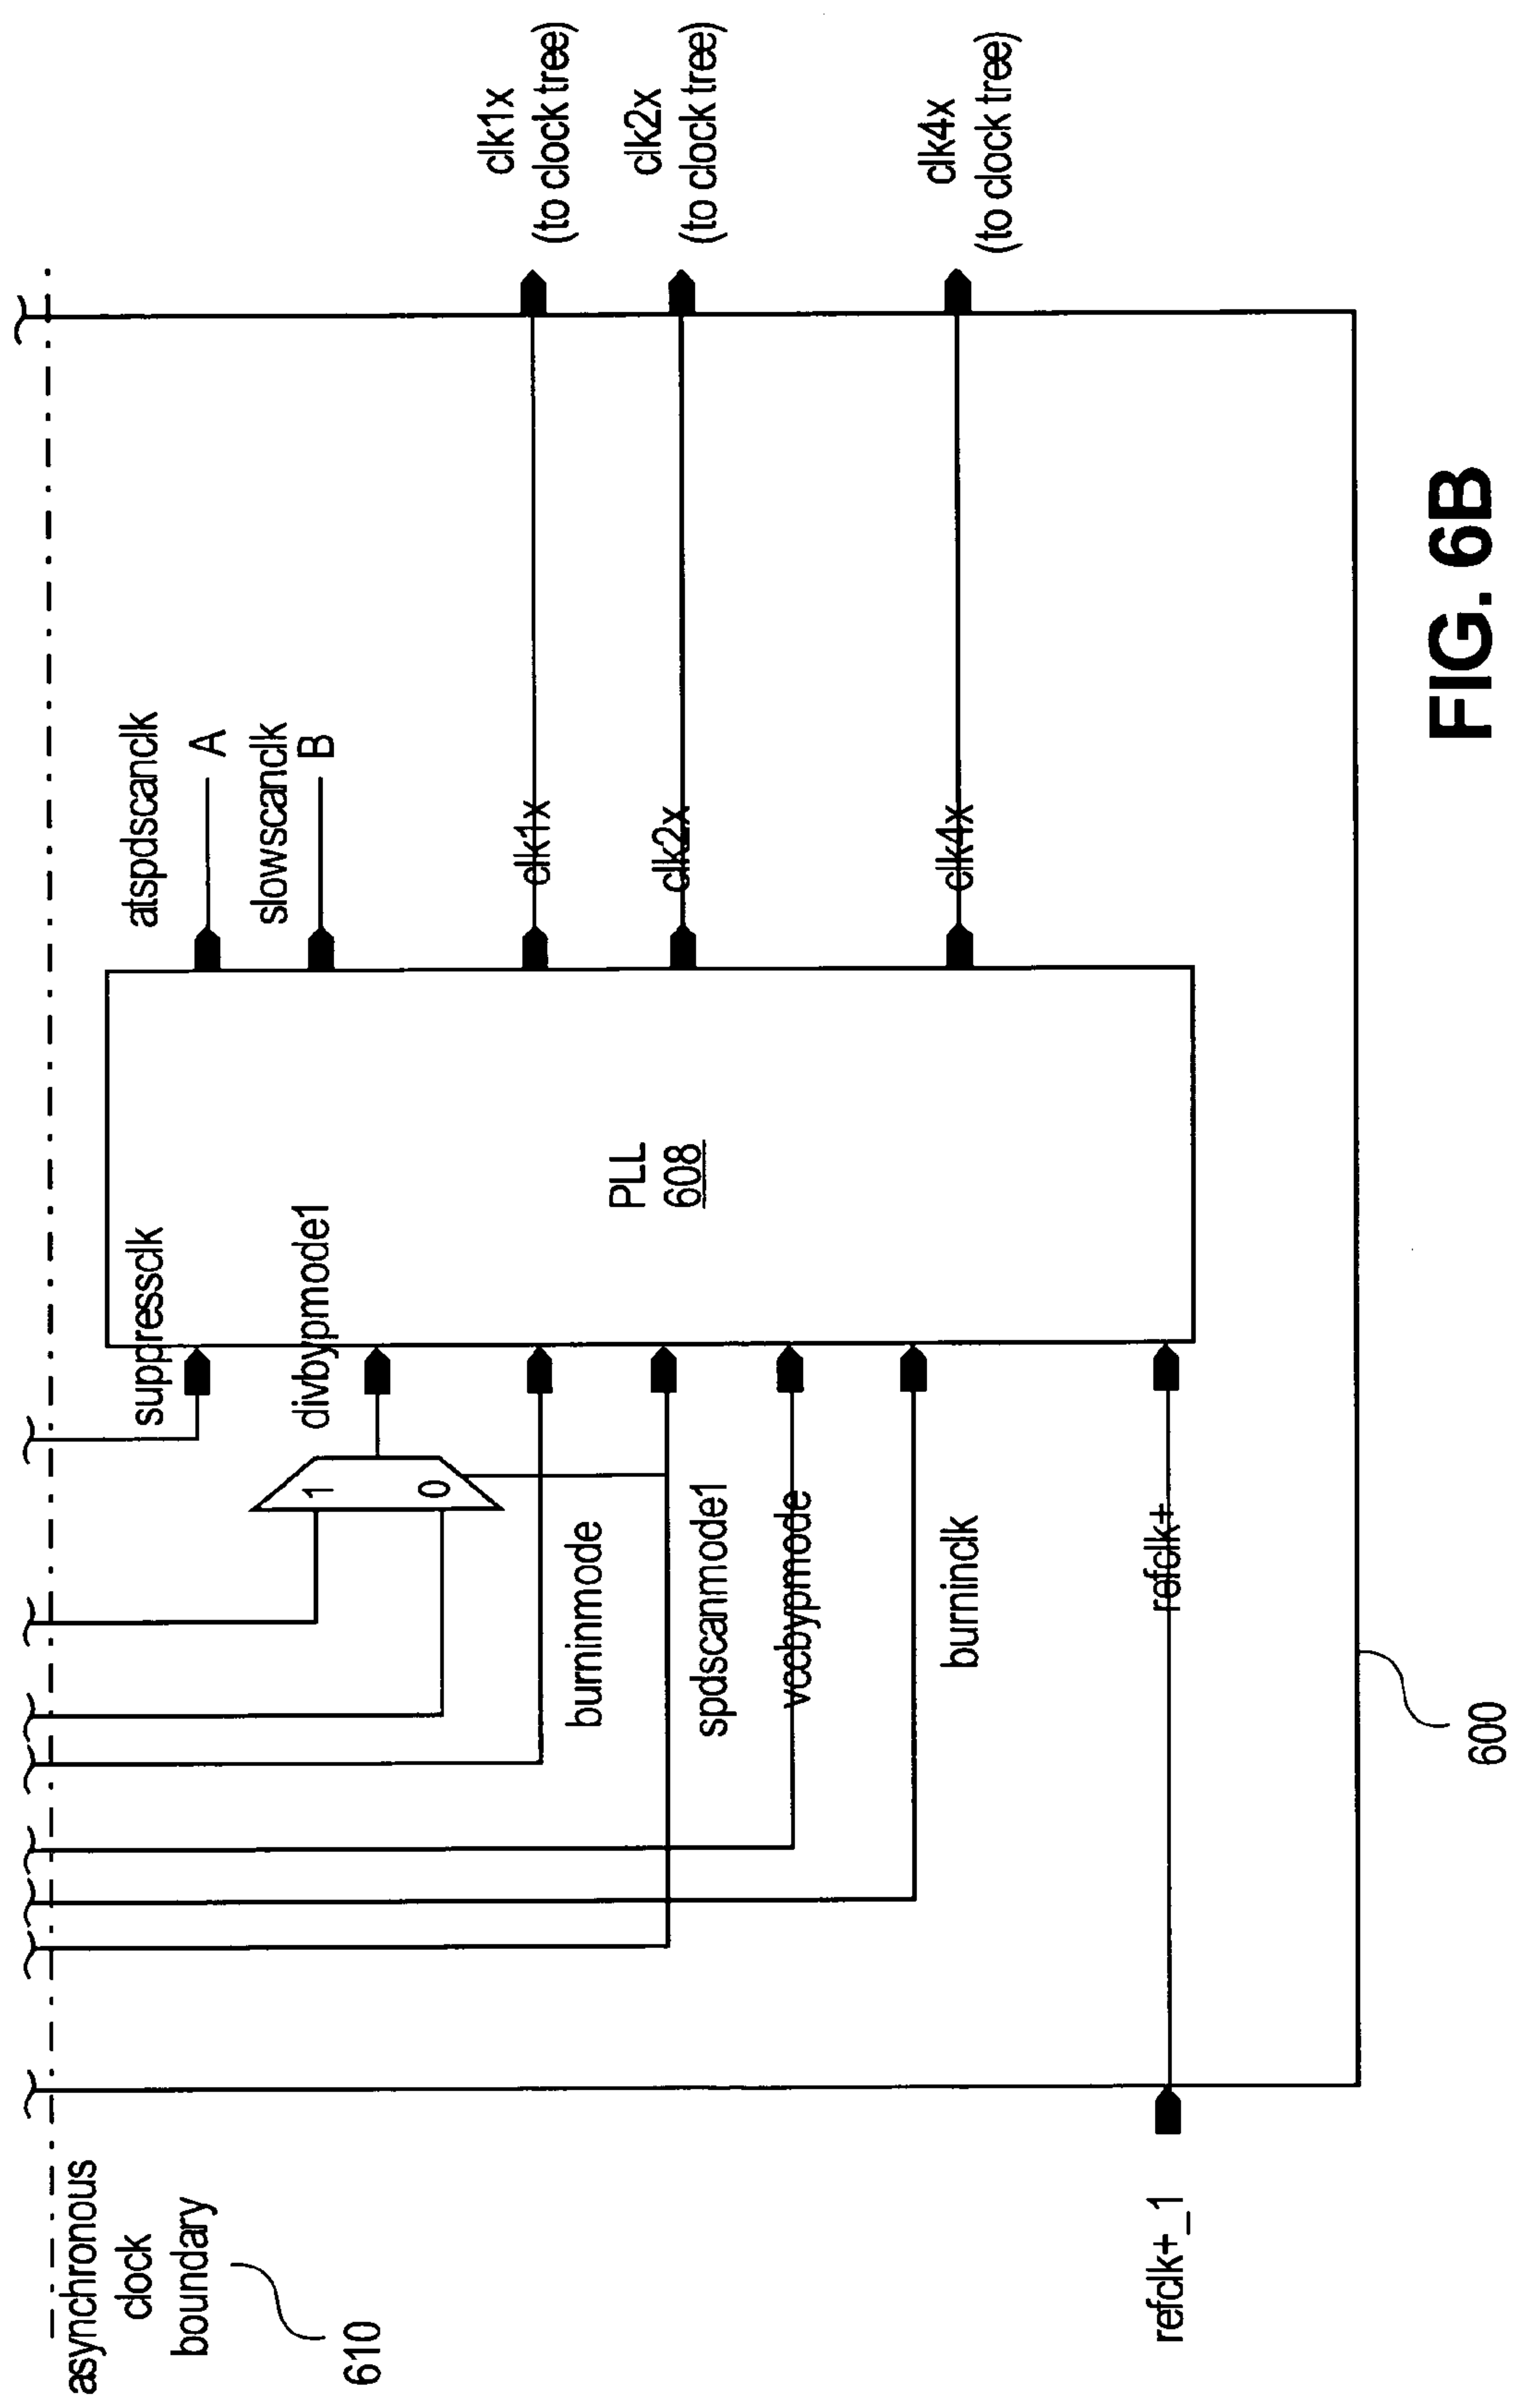 asynchronous
clock
boundary
610
suppressclk
divbypmode1
1
0
burninmode
spdscanmode1
vccbypmode
burninclk
refclk+
refclk+_1
PLL
608
atspdscanclk
A
slowscanclk
B
clk1x
clk2x
clk4x
clk1x
(to clock tree)
clk2x
(to clock tree)
clk4x
(to clock tree)
600
FIG. 6B